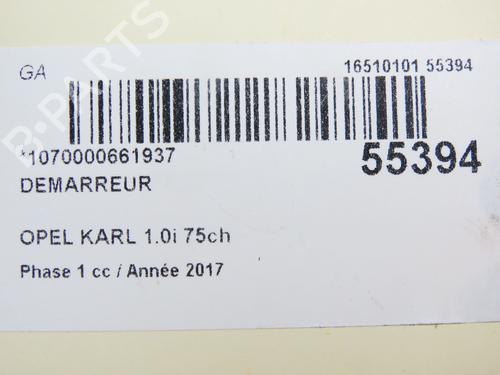 GA
16510101 55394
*1070000661937
55394
DEMARREUR
OPEL KARL 1.0i 75ch
Phase 1 cc / Année 2017
B-PARTS